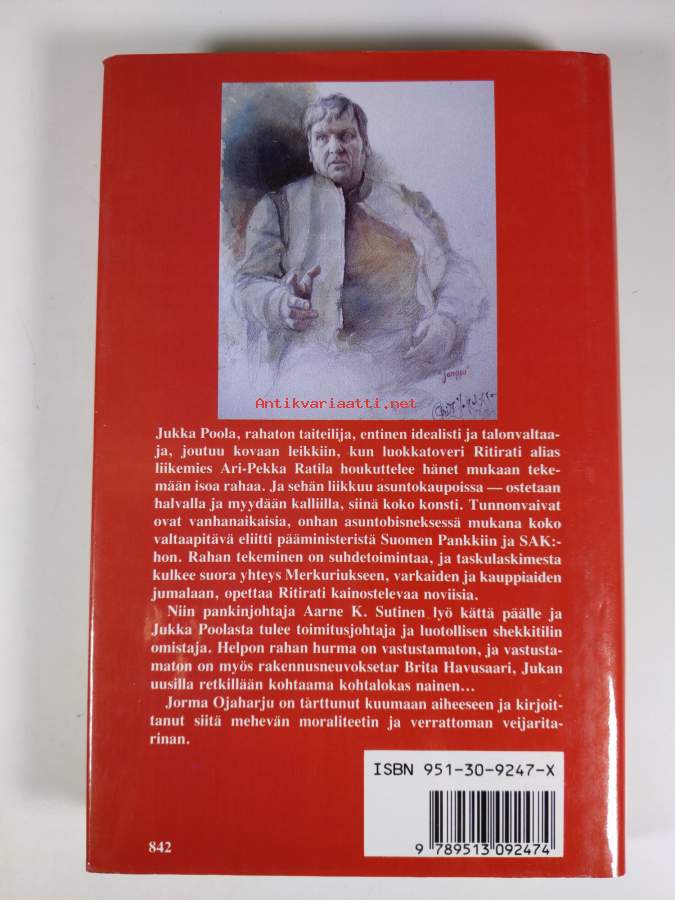 Jamppa
Antikvariaatti.net
Jukka Poola, rahaton taiteilija, entinen idealisti ja talonvaltaa-
ja, joutuu kovaan leikkiin, kun luokkatoveri Ritirati alias
liikemies Ari-Pekka Ratila houkuttelee hänet mukaan teke-
mään isoa rahaa. Ja sehän liikkuu asuntokaupoissa — ostetaan
halvalla ja myydään kalliilla, siinä koko konsti. Tunnonvaivat
ovat vanhanaikaisia, onhan asuntobisneksessä mukana koko
valtaapitävä eliitti pääministeristä Suomen Pankkiin ja SAK:-
hon. Rahan tekeminen on suhdetoimintaa, ja taskulaskimesta
kulkee suora yhteys Merkuriukseen, varkaiden ja kauppiaiden
jumalaan, opettaa Ritirati kainostelevaa noviisia.
Niin pankinjohtaja Aarne K. Sutinen lyö kättä päälle ja
Jukka Poolasta tulee toimitusjohtaja ja luotollisen shekkitilin
omistaja. Helpon rahan hurma on vastustamaton, ja vastusta-
maton on myös rakennusneuvoksetar Brita Havusaari, Jukan
uusilla retkillään kohtaama kohtalokas nainen...
Jorma Ojaharju on tarttunut kuumaan aiheeseen ja kirjoit-
tanut siitä mehevän moraliteetin ja verrattoman veijarita-
rinan.
ISBN 951-30-9247-X
9 789513 092474
842